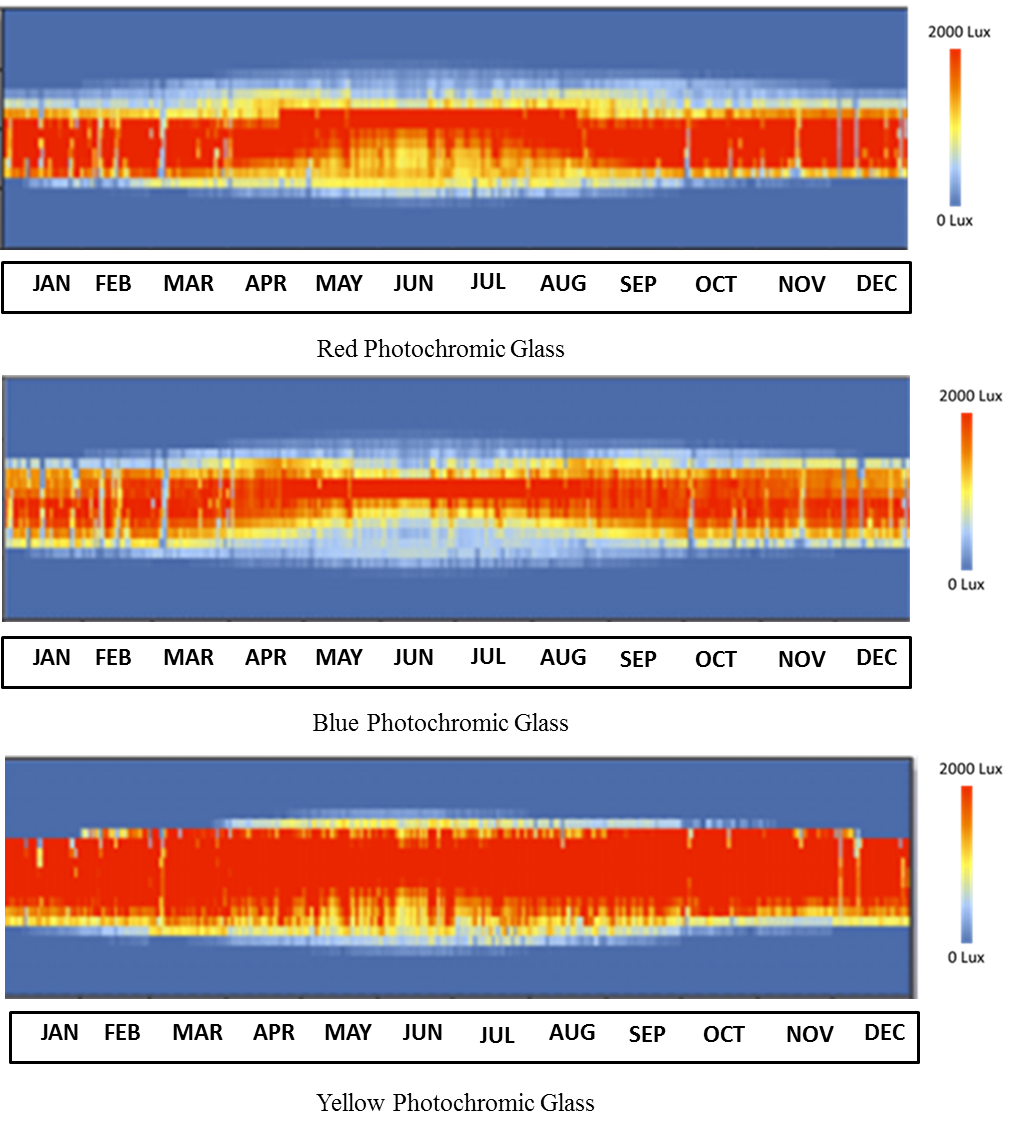 2000 Lux
0 Lux
JAN FEB MAR APR MAY JUN JUL AUG SEP OCT NOV DEC
Red Photochromic Glass
2000 Lux
0 Lux
JAN FEB MAR APR MAY JUN JUL AUG SEP OCT NOV DEC
Blue Photochromic Glass
2000 Lux
0 Lux
JAN FEB MAR APR MAY JUN JUL AUG SEP OCT NOV DEC
Yellow Photochromic Glass